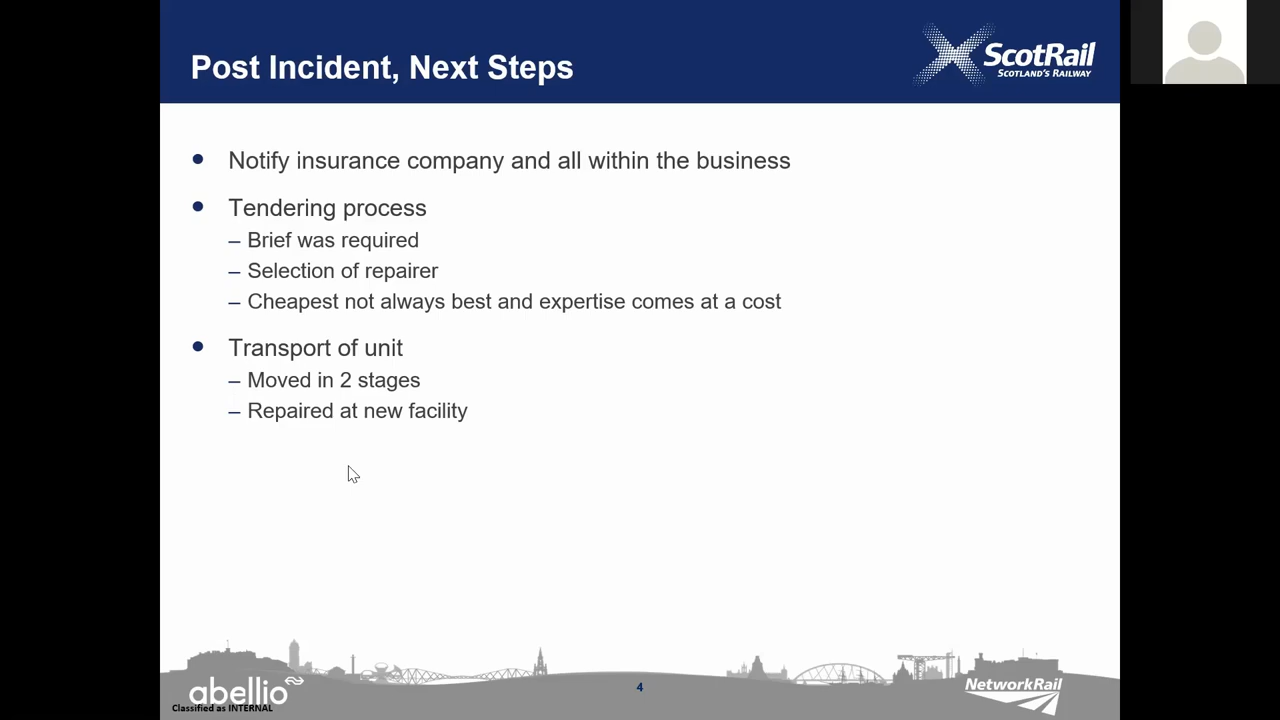 Post Incident, Next Steps
ScotRail
SCOTLAND'S RAILWAY
• Notify insurance company and all within the business
• Tendering process
– Brief was required
– Selection of repairer
– Cheapest not always best and expertise comes at a cost
• Transport of unit
– Moved in 2 stages
– Repaired at new facility
abellio
4
NetworkRail
Classified as INTERNAL